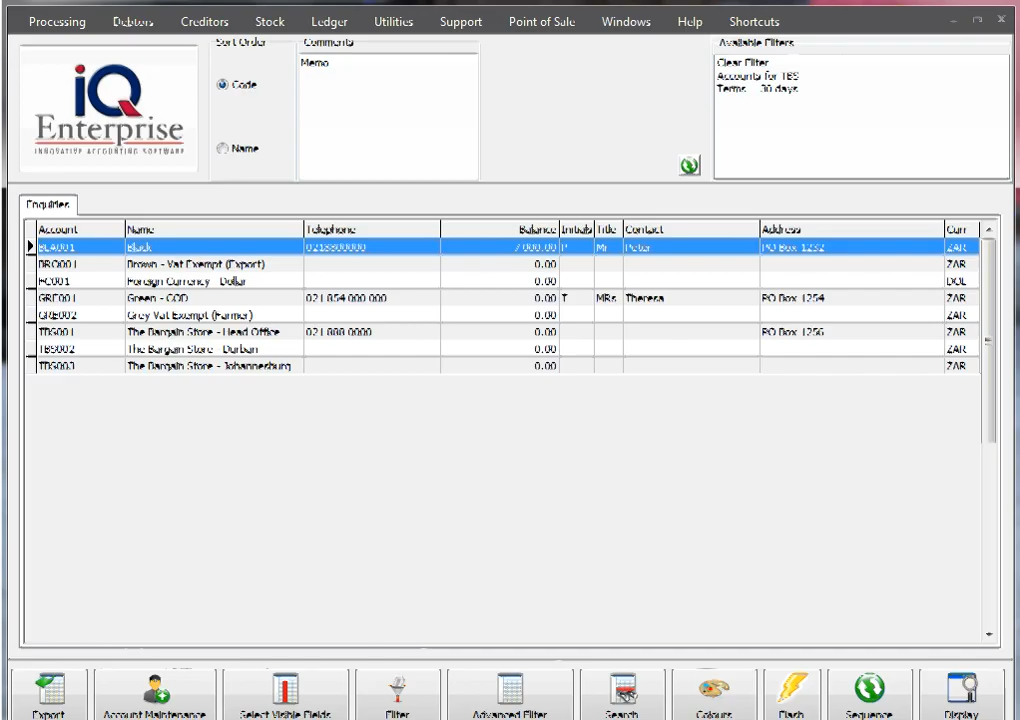 Processing Debtors Creditors Stock Ledger Utilities Support Point of Sale Windows Help Shortcuts
Sort Order Comments Available Filters
iQ
Enterprise
INNOVATIVE ACCOUNTING SOFTWARE
Code
Name
Memo
Clear Filter
Accounts for TBS
Terms 30 days
Enquiries
Account Name Telephone Balance Initials Title Contact Address Curr
BLA001 Black 0218800000 7 000.00 P Mr Peter PO Box 1232 ZAR
BRO001 Brown - Vat Exempt (Export) 0.00 ZAR
FC001 Foreign Currency - Dollar 0.00 DOL
GRE001 Green - COD 021 854 000 000 0.00 T MRs Theresa PO Box 1254 ZAR
GRE002 Grey Vat Exempt (Farmer) 0.00 ZAR
TBS001 The Bargain Store - Head Office 021 888 0000 0.00 PO Box 1256 ZAR
TBS002 The Bargain Store - Durban 0.00 ZAR
TBS003 The Bargain Store - Johannesburg 0.00 ZAR
Export Account Maintenance Select Visible Fields Filter Advanced Filter Search Colours Flash Sequence Display